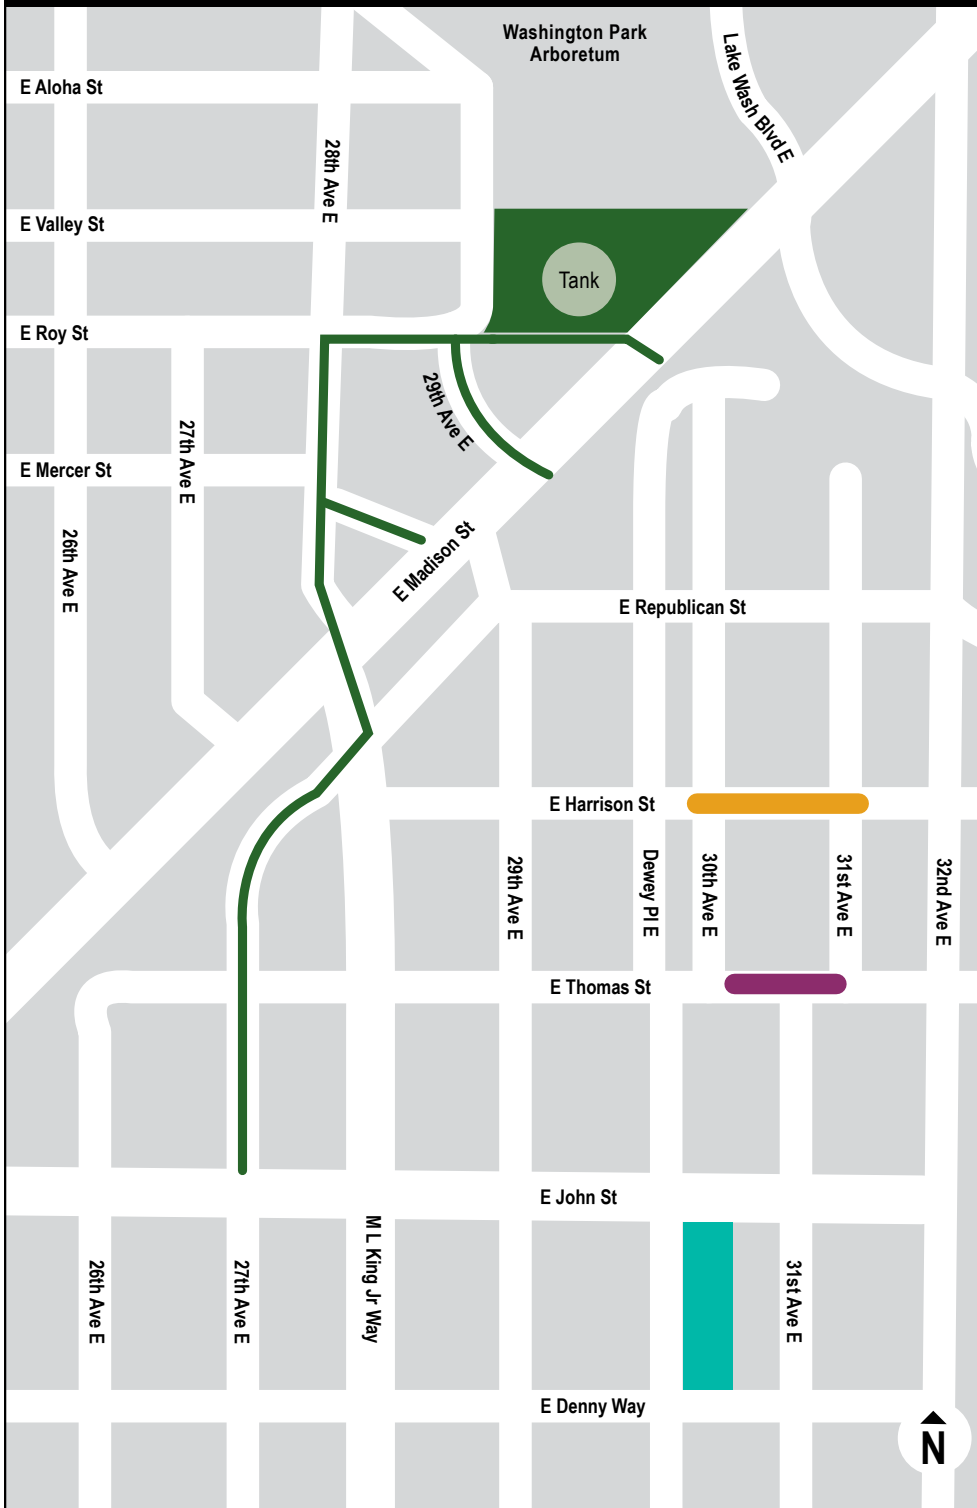 Washington Park
Arboretum
Lake Wash Blvd E
E Aloha St
28th Ave E
E Valley St
Tank
E Roy St
29th Ave E
27th Ave E
E Mercer St
26th Ave E
E Madison St
E Republican St
E Harrison St
29th Ave E
Dewey Pl E
30th Ave E
31st Ave E
32nd Ave E
E Thomas St
E John St
M L King Jr Way
26th Ave E
27th Ave E
31st Ave E
E Denny Way
N